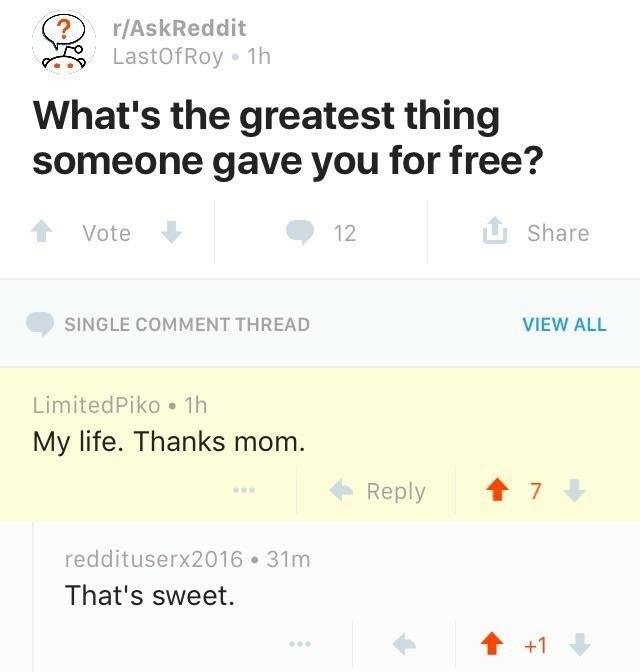 r/AskReddit
LastOfRoy • 1h
What's the greatest thing
someone gave you for free?
Vote
12
Share
SINGLE COMMENT THREAD
VIEW ALL
LimitedPiko • 1h
My life. Thanks mom.
Reply
7
reddituserx2016 • 31m
That's sweet.
+1